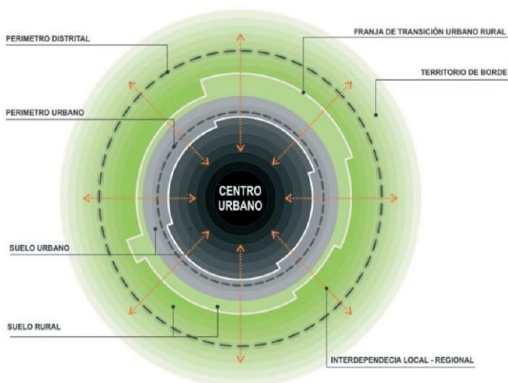 FRANJA DE TRANSICIÓN URBANO RURAL
PERIMETRO DISTRITAL
TERRITORIO DE BORDE
PERIMETRO URBANO
CENTRO
URBANO
SUELO URBANO
SUELO RURAL
INTERDEPENDECIA LOCAL - REGIONAL